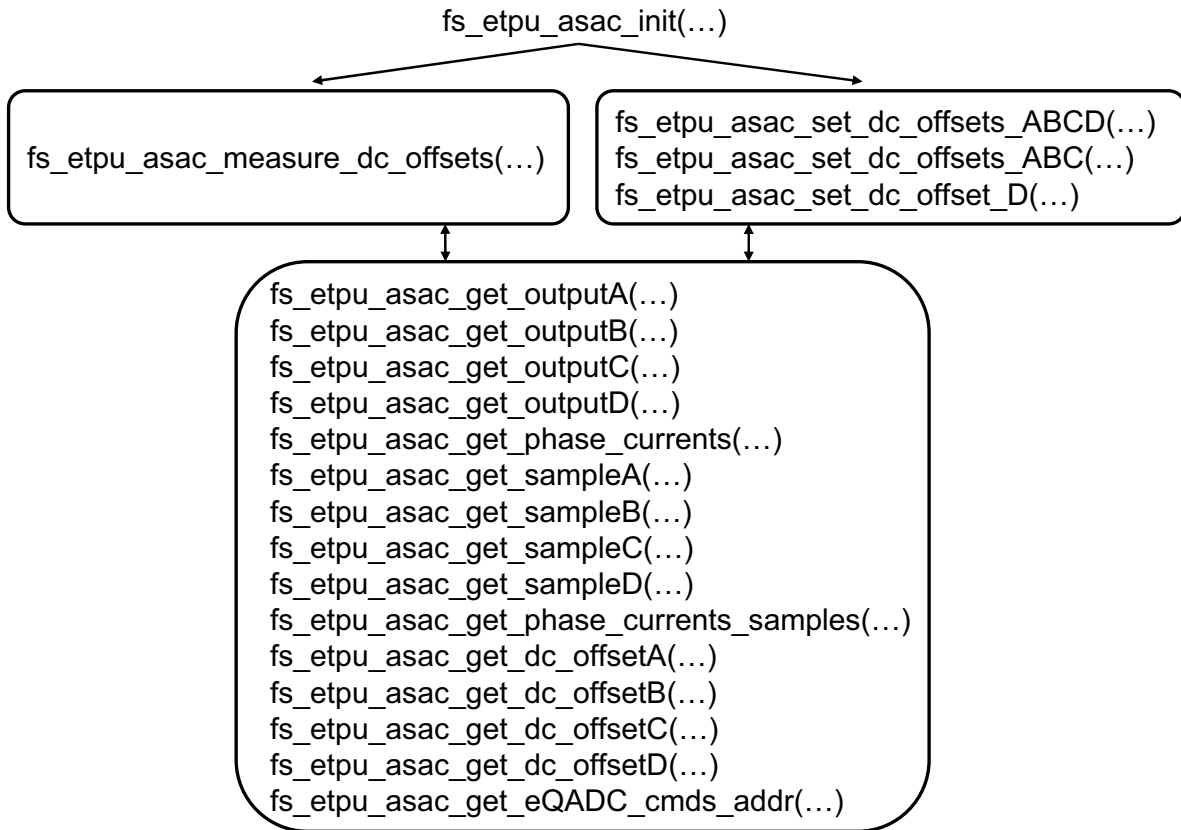 fs_etpu_asac_init(…)
fs_etpu_asac_measure_dc_offsets(…)
fs_etpu_asac_set_dc_offsets_ABCD(…)
fs_etpu_asac_set_dc_offsets_ABC(…)
fs_etpu_asac_set_dc_offset_D(…)
fs_etpu_asac_get_outputA(…)
fs_etpu_asac_get_outputB(…)
fs_etpu_asac_get_outputC(…)
fs_etpu_asac_get_outputD(…)
fs_etpu_asac_get_phase_currents(…)
fs_etpu_asac_get_sampleA(…)
fs_etpu_asac_get_sampleB(…)
fs_etpu_asac_get_sampleC(…)
fs_etpu_asac_get_sampleD(…)
fs_etpu_asac_get_phase_currents_samples(…)
fs_etpu_asac_get_dc_offsetA(…)
fs_etpu_asac_get_dc_offsetB(…)
fs_etpu_asac_get_dc_offsetC(…)
fs_etpu_asac_get_dc_offsetD(…)
fs_etpu_asac_get_eQADC_cmds_addr(…)